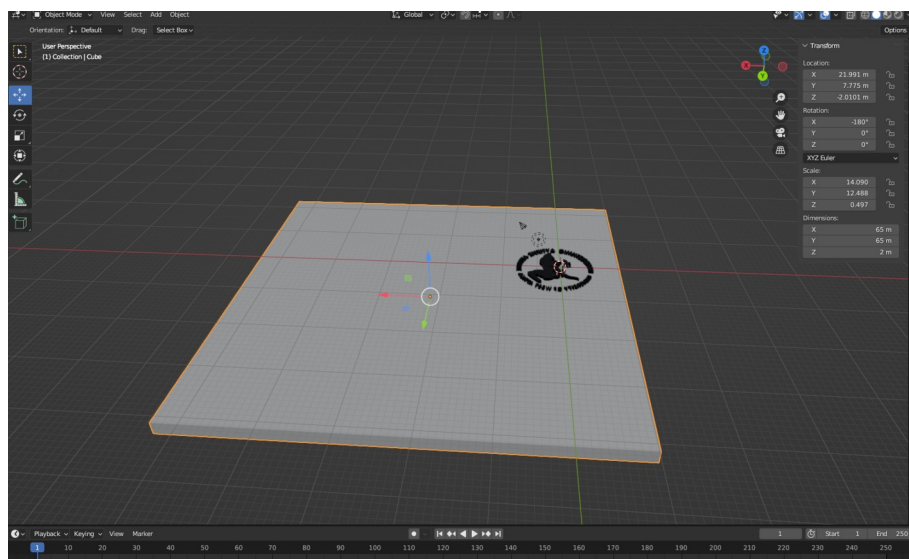 Object Mode View Select Add Object Global
Orientation: Default Drag: Select Box Options
User Perspective
(1) Collection | Cube
Z
X
Y
Transform
Location:
X 21.991 m
Y 7.775 m
Z -2.0101 m
Rotation:
X -180°
Y 0°
Z 0°
XYZ Euler
Scale:
X 14.090
Y 12.488
Z 0.497
Dimensions:
X 65 m
Y 65 m
Z 2 m
Playback Keying View Marker 1 Start 1 End 250
1 10 20 30 40 50 60 70 80 90 100 110 120 130 140 150 160 170 180 190 200 210 220 230 240 250